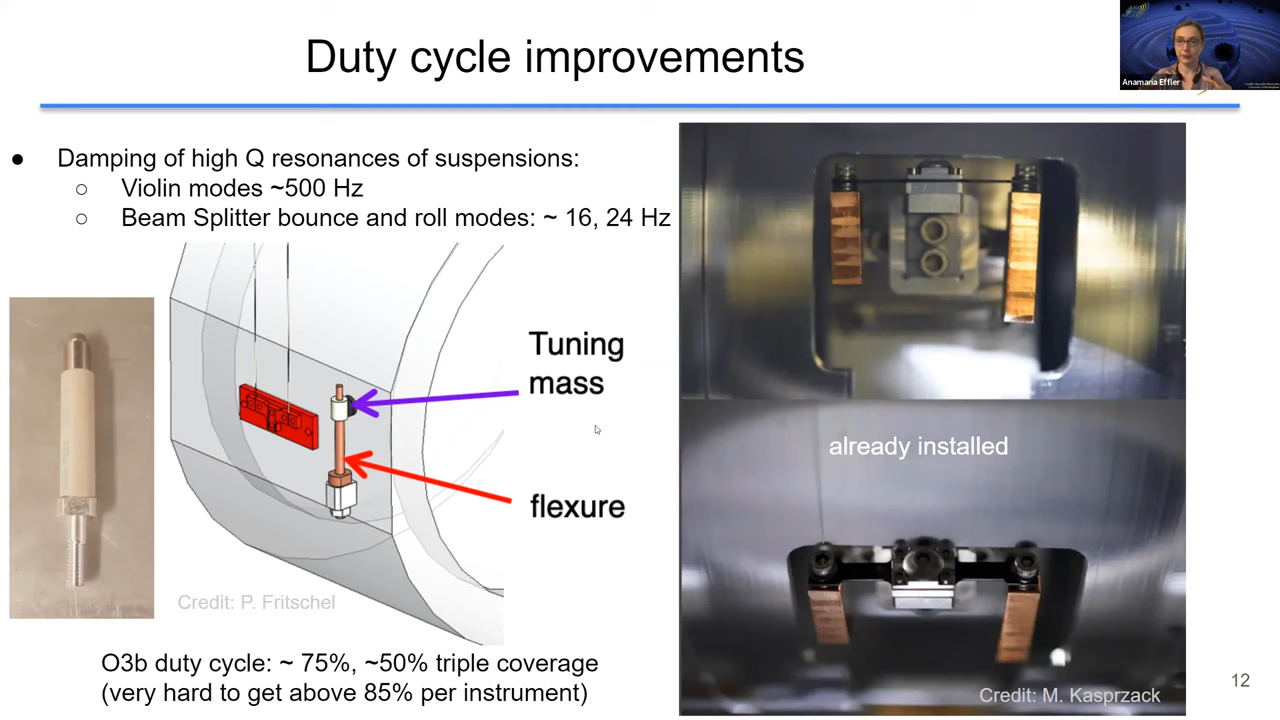 Duty cycle improvements
Anamaria Effler
● Damping of high Q resonances of suspensions:
○ Violin modes ~500 Hz
○ Beam Splitter bounce and roll modes: ~ 16, 24 Hz
Tuning
mass
flexure
already installed
Credit: P. Fritschel
O3b duty cycle: ~ 75%, ~50% triple coverage
(very hard to get above 85% per instrument)
Credit: M. Kasprzack
12